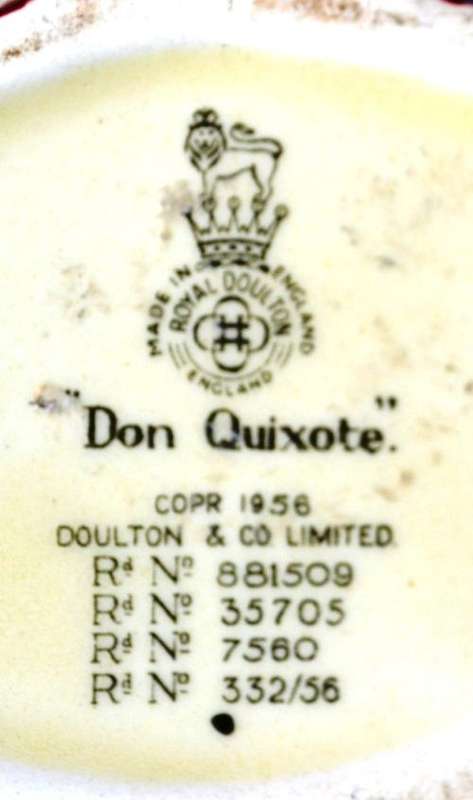 MADE IN ENGLAND
ROYAL DOULTON
ENGLAND
"Don Quixote".
COPR 1956
DOULTON & CO LIMITED.
Rd No 881509
Rd No 35705
Rd No 7560
Rd No 332/56